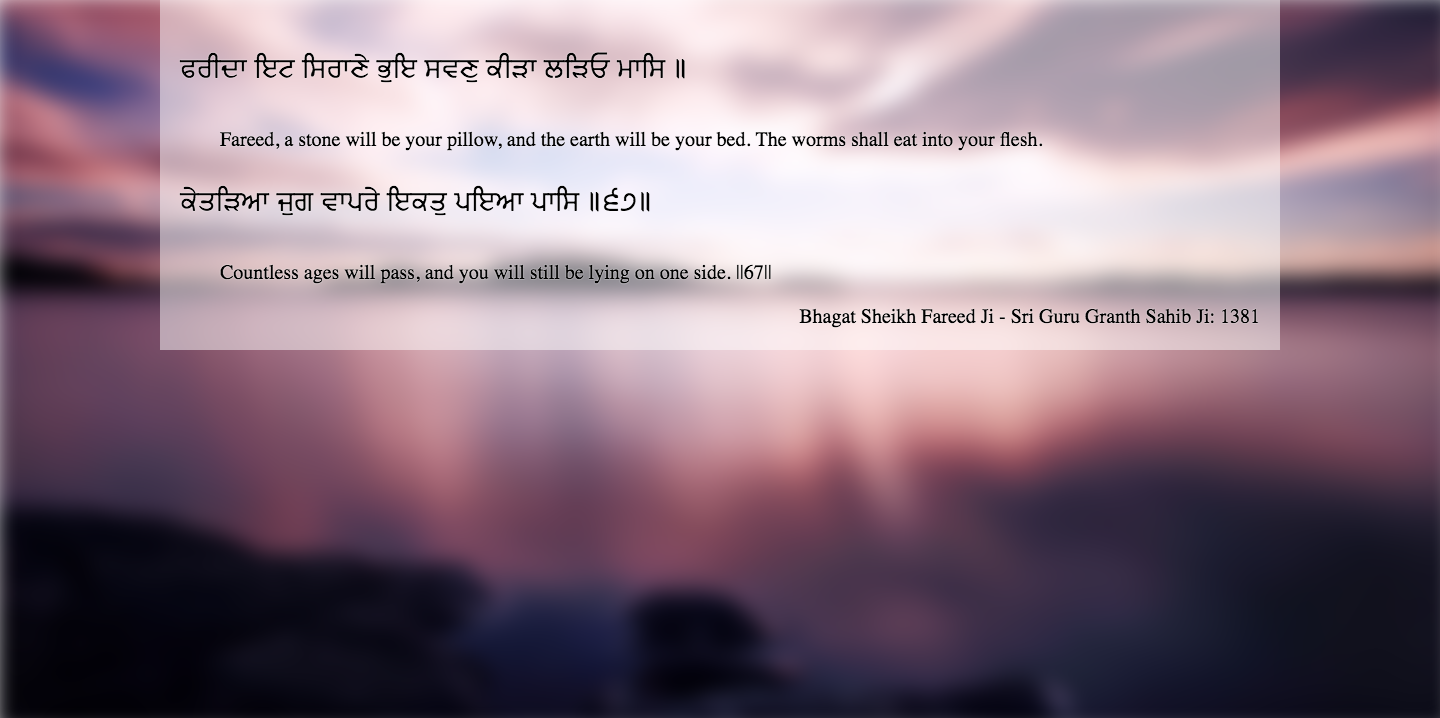 ਫਰੀਦਾ ਇਟ ਸਿਰਾਣੇ ਭੁਇ ਸਵਣੁ ਕੀੜਾ ਲੜਿਓ ਮਾਸਿ ॥
Fareed, a stone will be your pillow, and the earth will be your bed. The worms shall eat into your flesh.
ਕੇਤੜਿਆ ਜੁਗ ਵਾਪਰੇ ਇਕਤੁ ਪਇਆ ਪਾਸਿ ॥੬੭॥
Countless ages will pass, and you will still be lying on one side. ||67||
Bhagat Sheikh Fareed Ji - Sri Guru Granth Sahib Ji: 1381